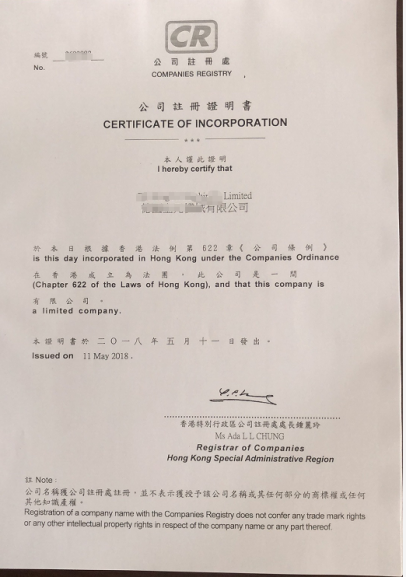 CR
編號
No.
公司註冊處
COMPANIES REGISTRY
公司註冊證明書
CERTIFICATE OF INCORPORATION
本人謹此證明
I hereby certify that
Limited
有限公司
於本日根據香港法例第622章《公司條例》
is this day incorporated in Hong Kong under the Companies Ordinance
在香港成立為法團，此公司是一間
(Chapter 622 of the Laws of Hong Kong), and that this company is
有限公司。
a limited company.
本證明書於二〇一八年五月十一日發出。
Issued on 11 May 2018.
香港特別行政區公司註冊處處長鍾麗玲
Ms Ada L L CHUNG
Registrar of Companies
Hong Kong Special Administrative Region
註 Note:
公司名稱獲公司註冊處註冊，並不表示獲授予該公司名稱或其任何部分的商標權或任何
其他知識產權。
Registration of a company name with the Companies Registry does not confer any trade mark rights
or any other intellectual property rights in respect of the company name or any part thereof.